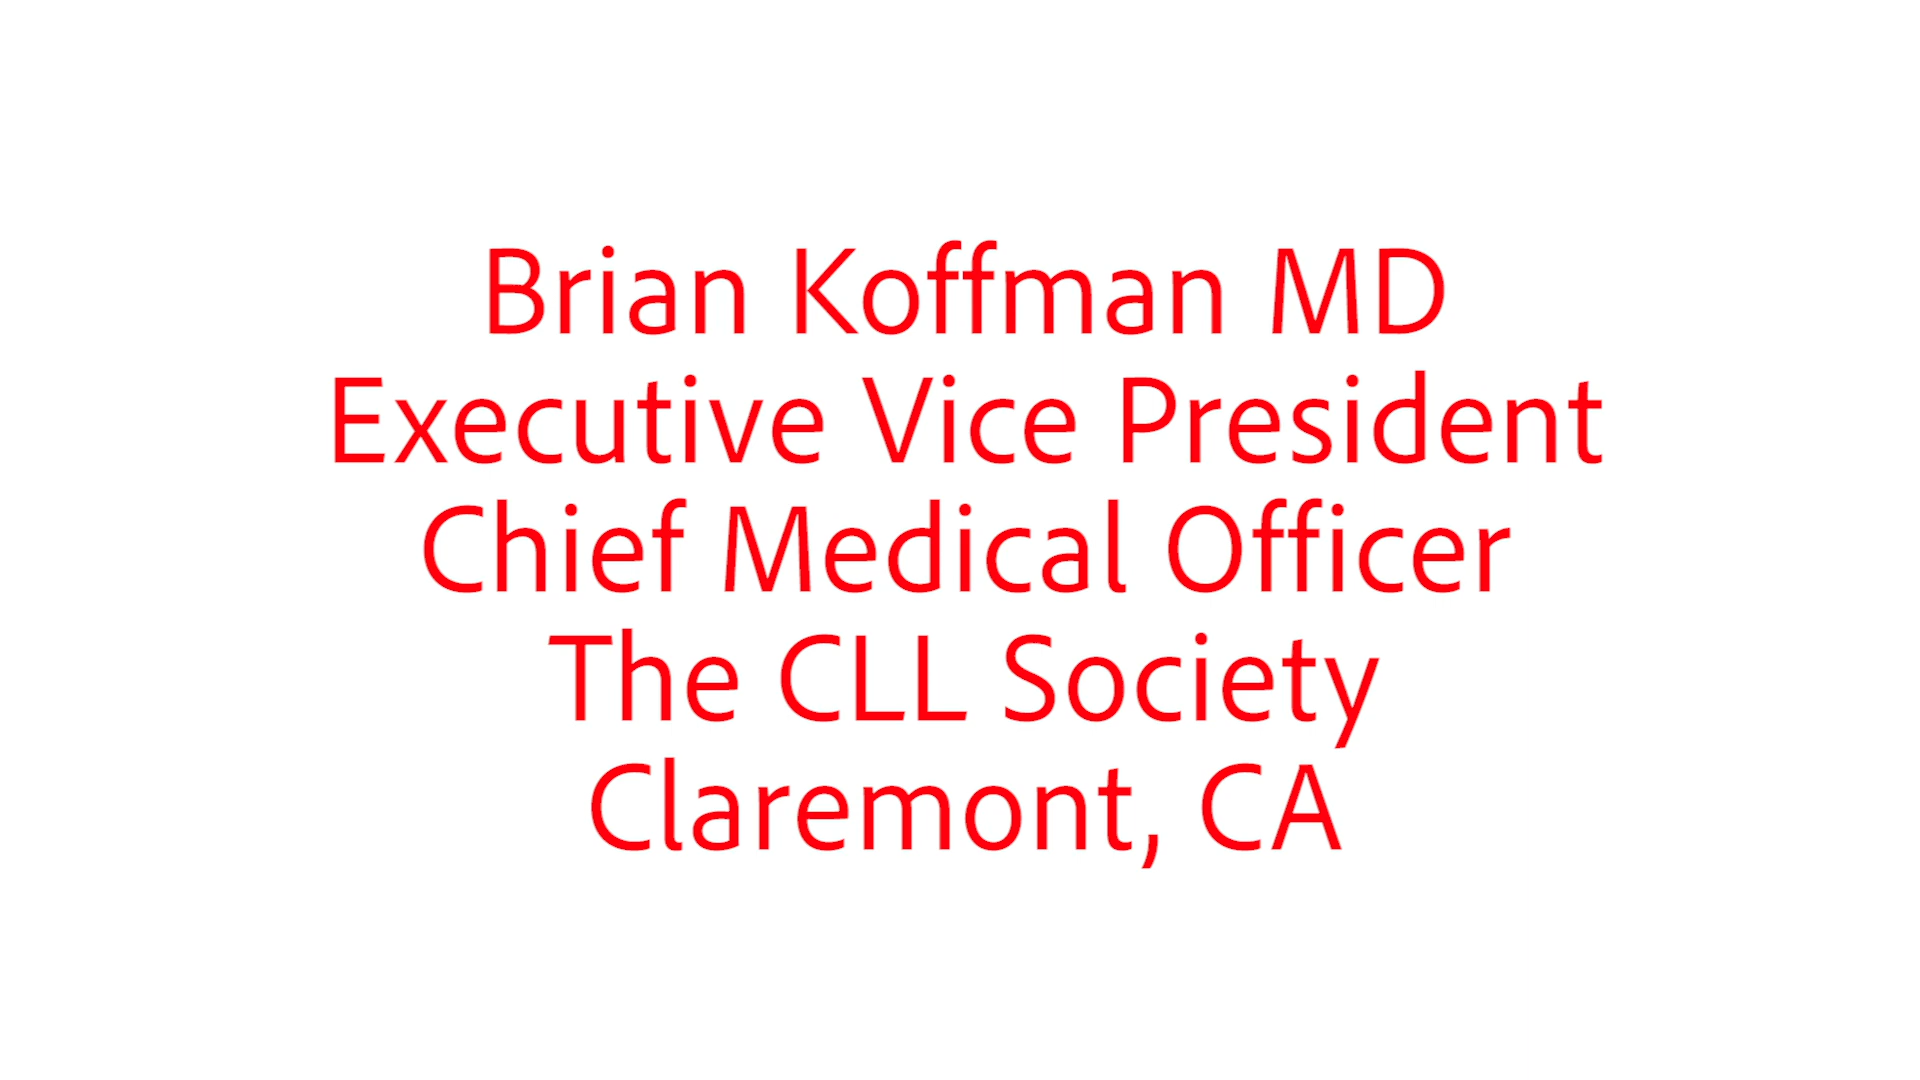 Brian Koffman MD
Executive Vice President
Chief Medical Officer
The CLL Society
Claremont, CA